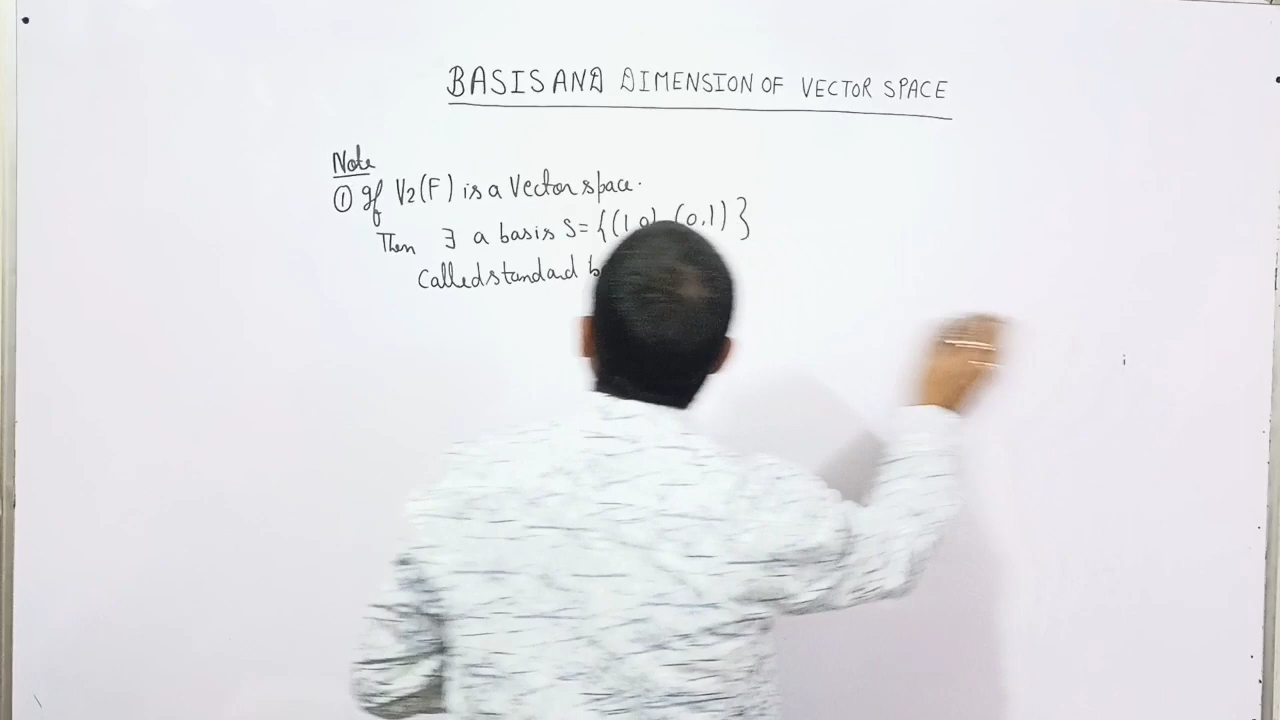 BASIS AND DIMENSION OF VECTOR SPACE
Note
① If V2(F) is a Vector space.
Then ∃ a basis S = {(1,0), (0,1)}
Called standard